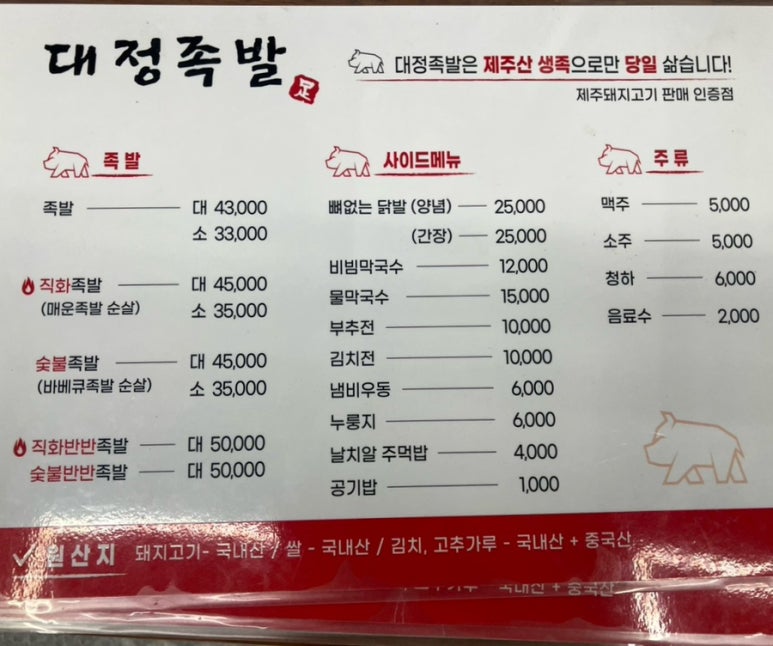 대정족발
足
대정족발은 제주산 생족으로만 당일 삶습니다!
제주돼지고기 판매 인증점
족발
족발 대 43,000
소 33,000
직화족발 대 45,000
(매운족발 순살) 소 35,000
숯불족발 대 45,000
(바베큐족발 순살) 소 35,000
직화반반족발 대 50,000
숯불반반족발 대 50,000
사이드메뉴
뼈없는 닭발 (양념) 25,000
(간장) 25,000
비빔막국수 12,000
물막국수 15,000
부추전 10,000
김치전 10,000
냄비우동 6,000
누룽지 6,000
날치알 주먹밥 4,000
공기밥 1,000
주류
맥주 5,000
소주 5,000
청하 6,000
음료수 2,000
원산지 돼지고기- 국내산 / 쌀 - 국내산 / 김치, 고추가루 - 국내산 + 중국산
국내산 + 중국산